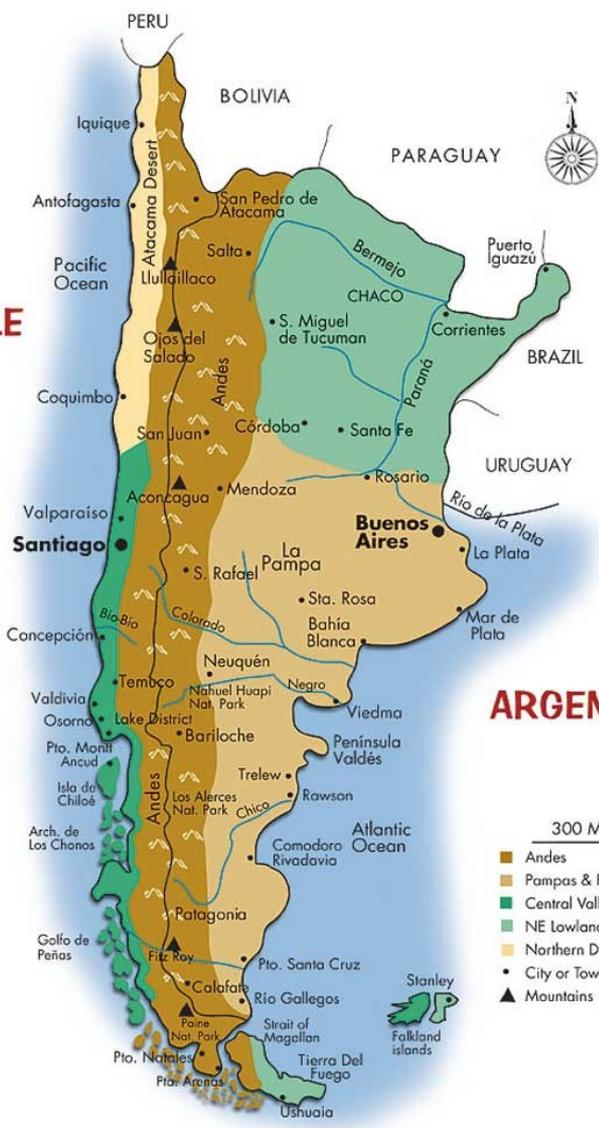 PERU
BOLIVIA
N
Iquique
PARAGUAY
Atacama Desert
Antofagasta
San Pedro de
Atacama
Salta
Bermejo
Puerto
Iguazú
Pacific
Ocean
Llullaillaco
CHACO
LE
Ojos del
Salado
S. Miguel
de Tucuman
Corrientes
BRAZIL
Andes
Paraná
Coquimbo
San Juan
Córdoba
Santa Fe
URUGUAY
Rosario
Aconcagua
Mendoza
Río de la Plata
Valparaíso
Buenos
Aires
Santiago
La
Pampa
La Plata
S. Rafael
Sta. Rosa
Bio-Bio
Colorado
Bahía
Blanca
Mar de
Plata
Concepción
Neuquén
Temuco
Nahuel Huapi
Nat. Park
Negro
Valdivia
Osorno
Lake District
Viedma
ARGEN
Bariloche
Pto. Montt
Ancud
Península
Valdés
Isla de
Chiloé
Andes
Trelew
Los Alerces
Nat. Park
Chico
Rawson
Arch. de
Los Chonos
Atlantic
Ocean
Comodoro
Rivadavia
300 M
Andes
Pampas & P
Central Vall
NE Lowland
Northern D
City or Tow
Mountains
Patagonia
Golfo de
Peñas
Fitz Roy
Pto. Santa Cruz
Calafate
Río Gallegos
Stanley
Falkland
islands
Paine
Nat. Park
Strait of
Magallan
Pto. Natales
Tierra Del
Fuego
Pta. Arenas
Ushuaia